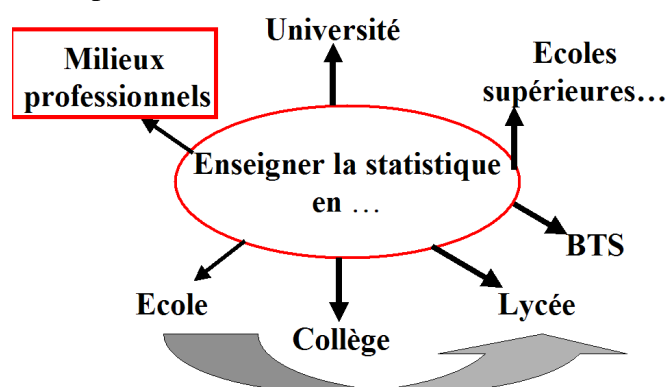 Université
Milieux
professionnels
Ecoles
supérieures…
Enseigner la statistique
en …
BTS
Ecole
Collège
Lycée